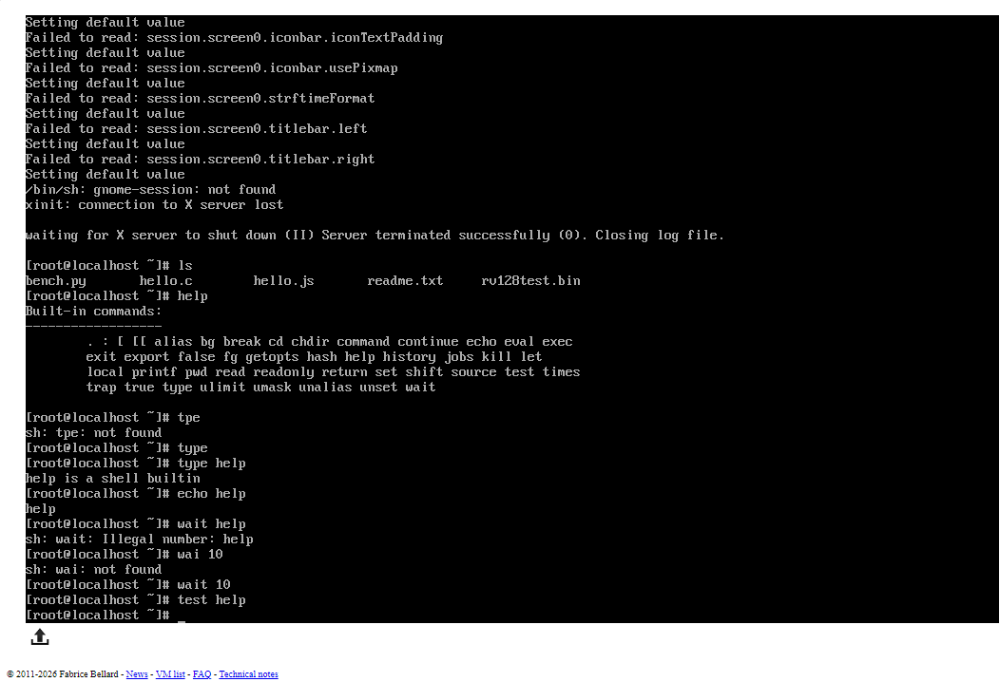 Setting default value
Failed to read: session.screen0.iconbar.iconTextPadding
Setting default value
Failed to read: session.screen0.iconbar.usePixmap
Setting default value
Failed to read: session.screen0.strftimeFormat
Setting default value
Failed to read: session.screen0.titlebar.left
Setting default value
Failed to read: session.screen0.titlebar.right
Setting default value
/bin/sh: gnome-session: not found
xinit: connection to X server lost

waiting for X server to shut down (II) Server terminated successfully (0). Closing log file.

[root@localhost ~]# ls
bench.py       hello.c        hello.js       readme.txt     rv128test.bin
[root@localhost ~]# help
Built-in commands:
------------------
        . : [ [[ alias bg break cd chdir command continue echo eval exec
        exit export false fg getopts hash help history jobs kill let
        local printf pwd read readonly return set shift source test times
        trap true type ulimit umask unalias unset wait

[root@localhost ~]# tpe
sh: tpe: not found
[root@localhost ~]# type
[root@localhost ~]# type help
help is a shell builtin
[root@localhost ~]# echo help
help
[root@localhost ~]# wait help
sh: wait: Illegal number: help
[root@localhost ~]# wai 10
sh: wai: not found
[root@localhost ~]# wait 10
[root@localhost ~]# test help
[root@localhost ~]# _
© 2011-2026 Fabrice Bellard - News - VM list - FAQ - Technical notes